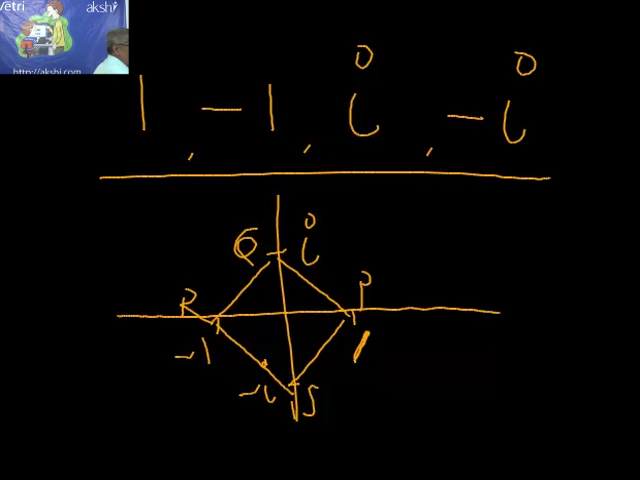 vetri akshi
http://akshi.com
1 , -1 , i , -i
Q i
R P
-1 1
-i S